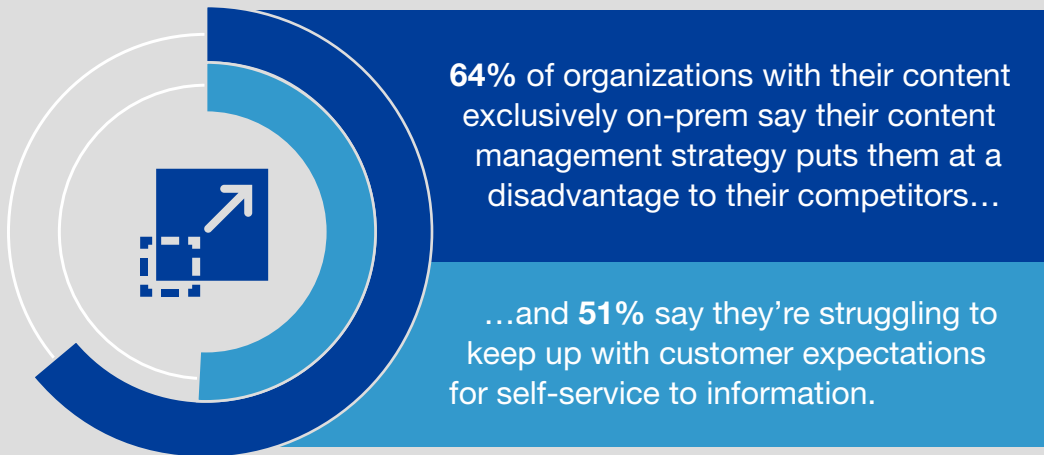 64% of organizations with their content
exclusively on-prem say their content
management strategy puts them at a
disadvantage to their competitors…
…and 51% say they’re struggling to
keep up with customer expectations
for self-service to information.